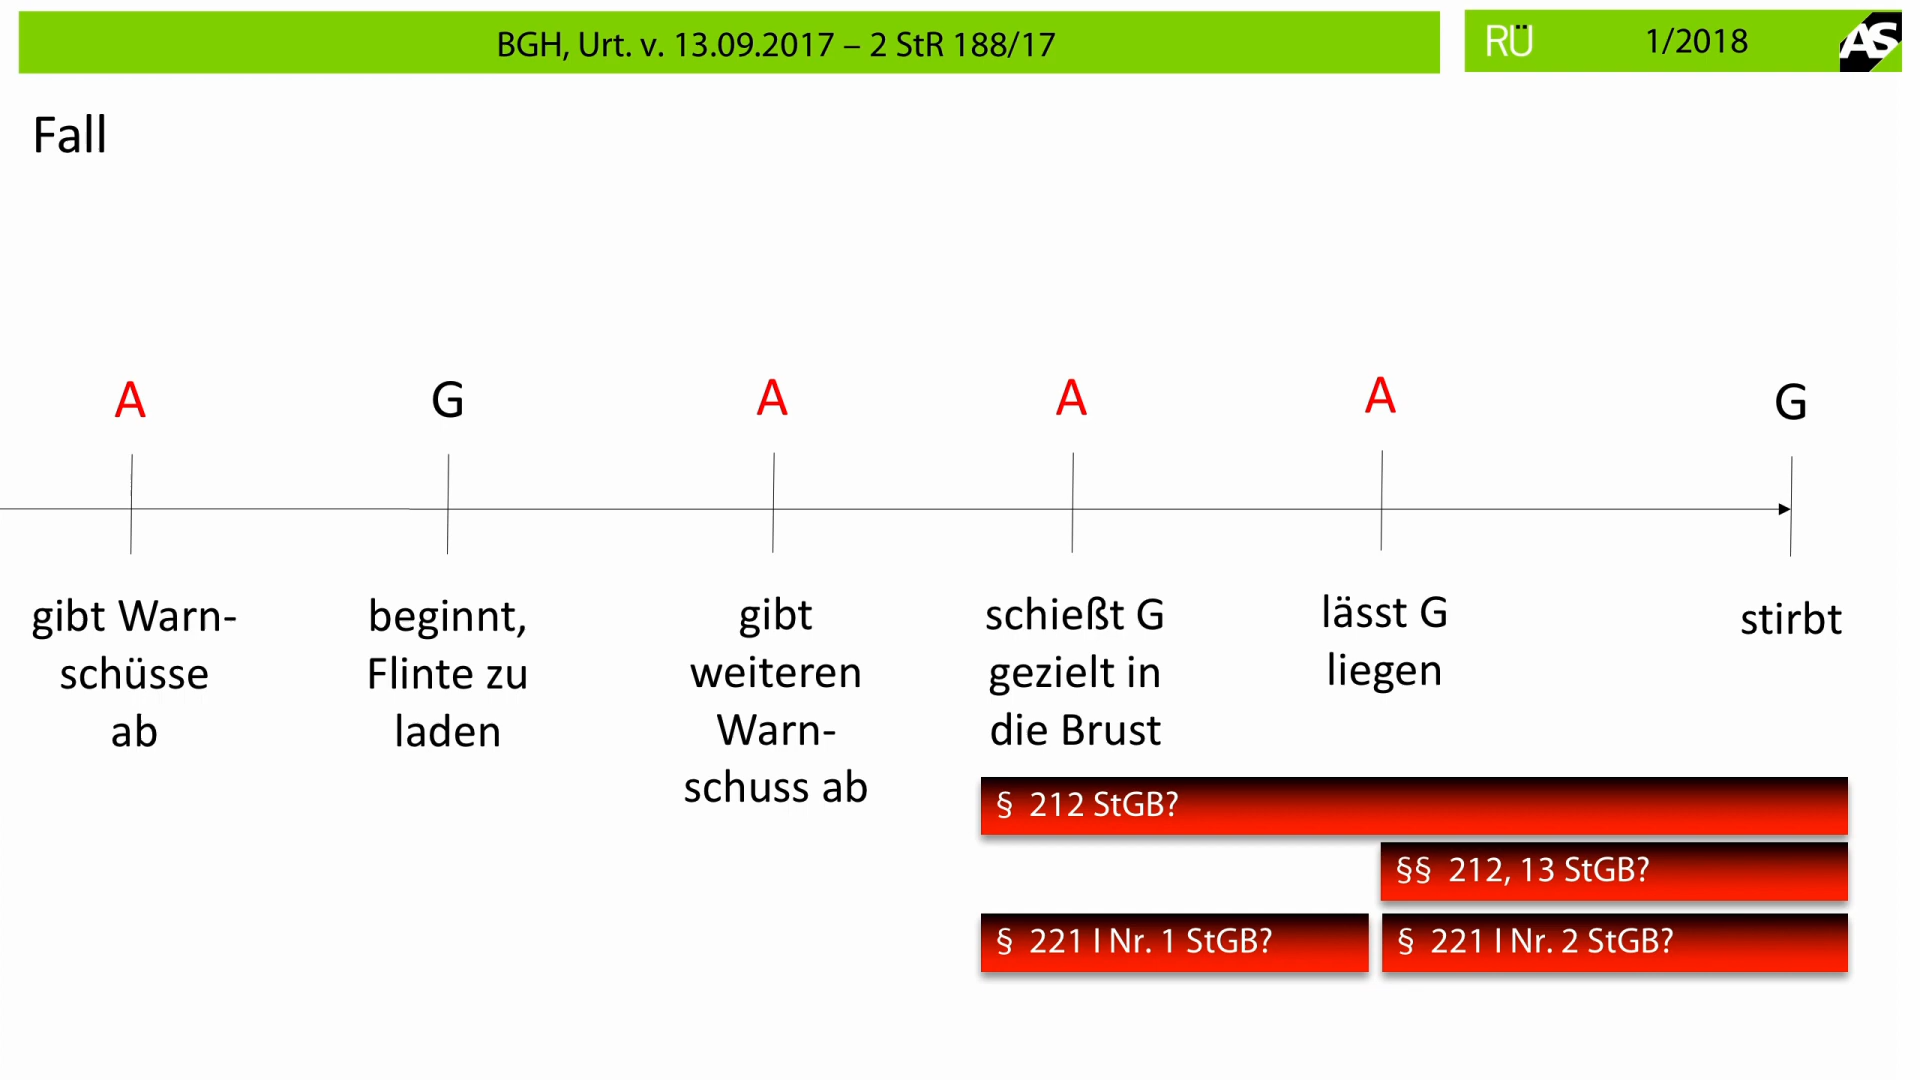 BGH, Urt. v. 13.09.2017 – 2 StR 188/17
RÜ 1/2018 AS
Fall
A G A A A G
gibt Warn-
schüsse
ab
beginnt,
Flinte zu
laden
gibt
weiteren
Warn-
schuss ab
schießt G
gezielt in
die Brust
lässt G
liegen
stirbt
§ 212 StGB?
§§ 212, 13 StGB?
§ 221 I Nr. 1 StGB?
§ 221 I Nr. 2 StGB?